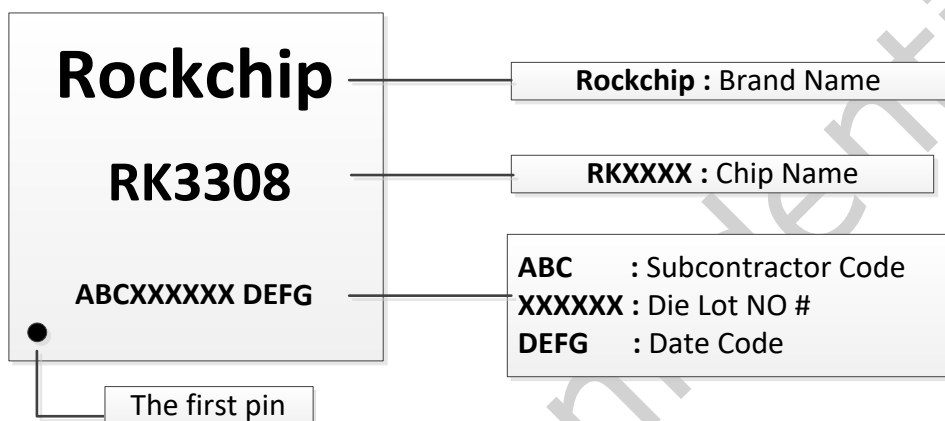 Rockchip
Rockchip : Brand Name
RK3308
RKXXXX : Chip Name
ABCXXXXXX DEFG
ABC : Subcontractor Code
XXXXXX : Die Lot NO #
DEFG : Date Code
The first pin